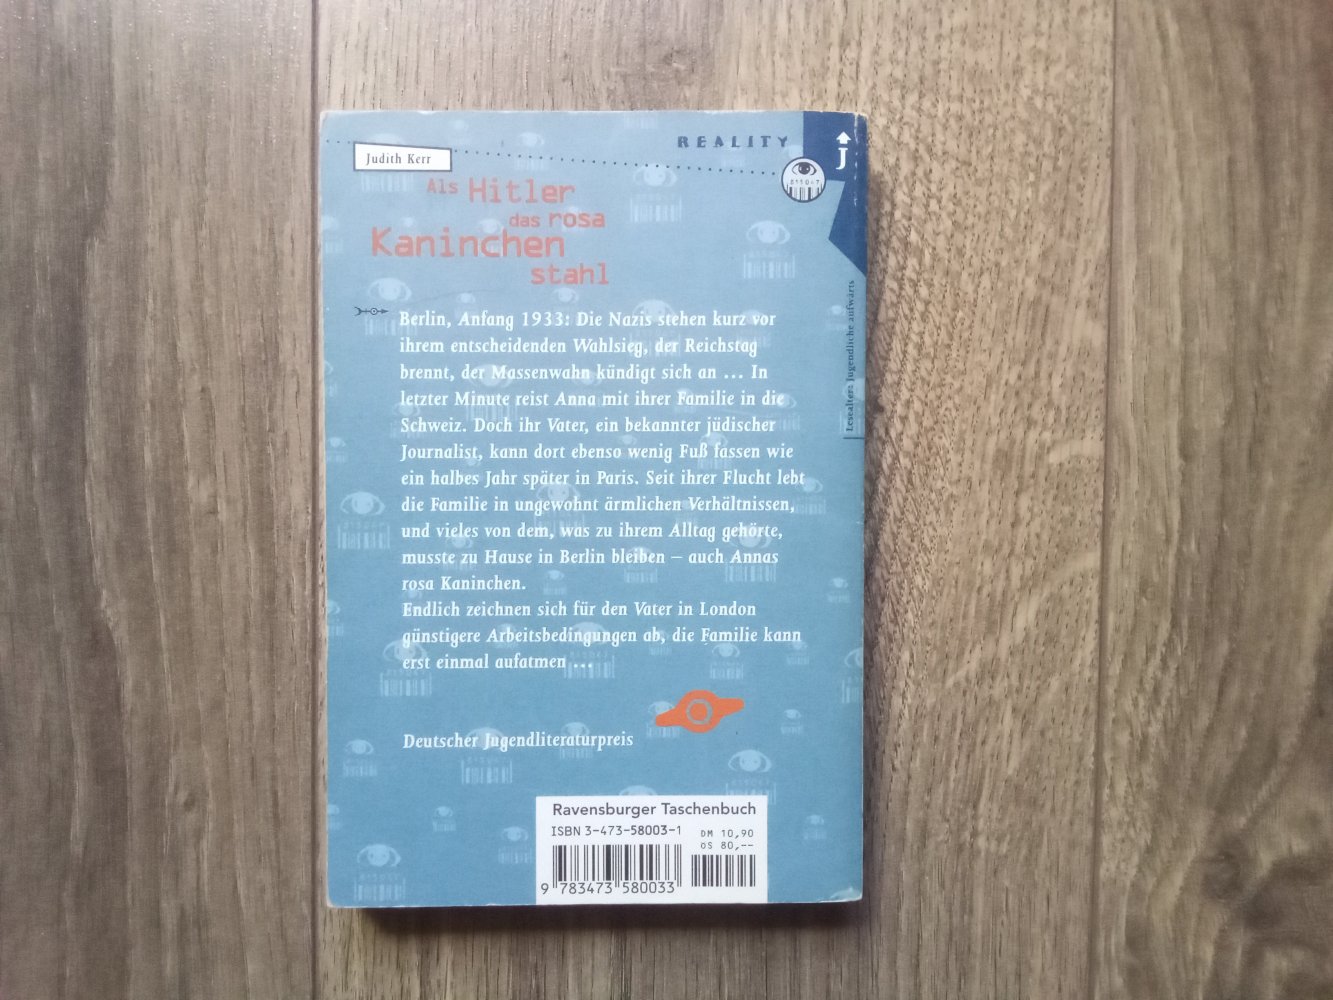 REALITY
J
Judith Kerr
Als Hitler
das rosa
Kaninchen
stahl
Berlin, Anfang 1933: Die Nazis stehen kurz vor
ihrem entscheidenden Wahlsieg, der Reichstag
brennt, der Massenwahn kündigt sich an ... In
letzter Minute reist Anna mit ihrer Familie in die
Schweiz. Doch ihr Vater, ein bekannter jüdischer
Journalist, kann dort ebenso wenig Fuß fassen wie
ein halbes Jahr später in Paris. Seit ihrer Flucht lebt
die Familie in ungewohnt ärmlichen Verhältnissen,
und vieles von dem, was zu ihrem Alltag gehörte,
musste zu Hause in Berlin bleiben – auch Annas
rosa Kaninchen.
Endlich zeichnen sich für den Vater in London
günstigere Arbeitsbedingungen ab, die Familie kann
erst einmal aufatmen ...
Lesealter: Jugendliche aufwärts
Deutscher Jugendliteraturpreis
Ravensburger Taschenbuch
ISBN 3-473-58003-1
DM 10,90
ÖS 80,--
9 783473 580033